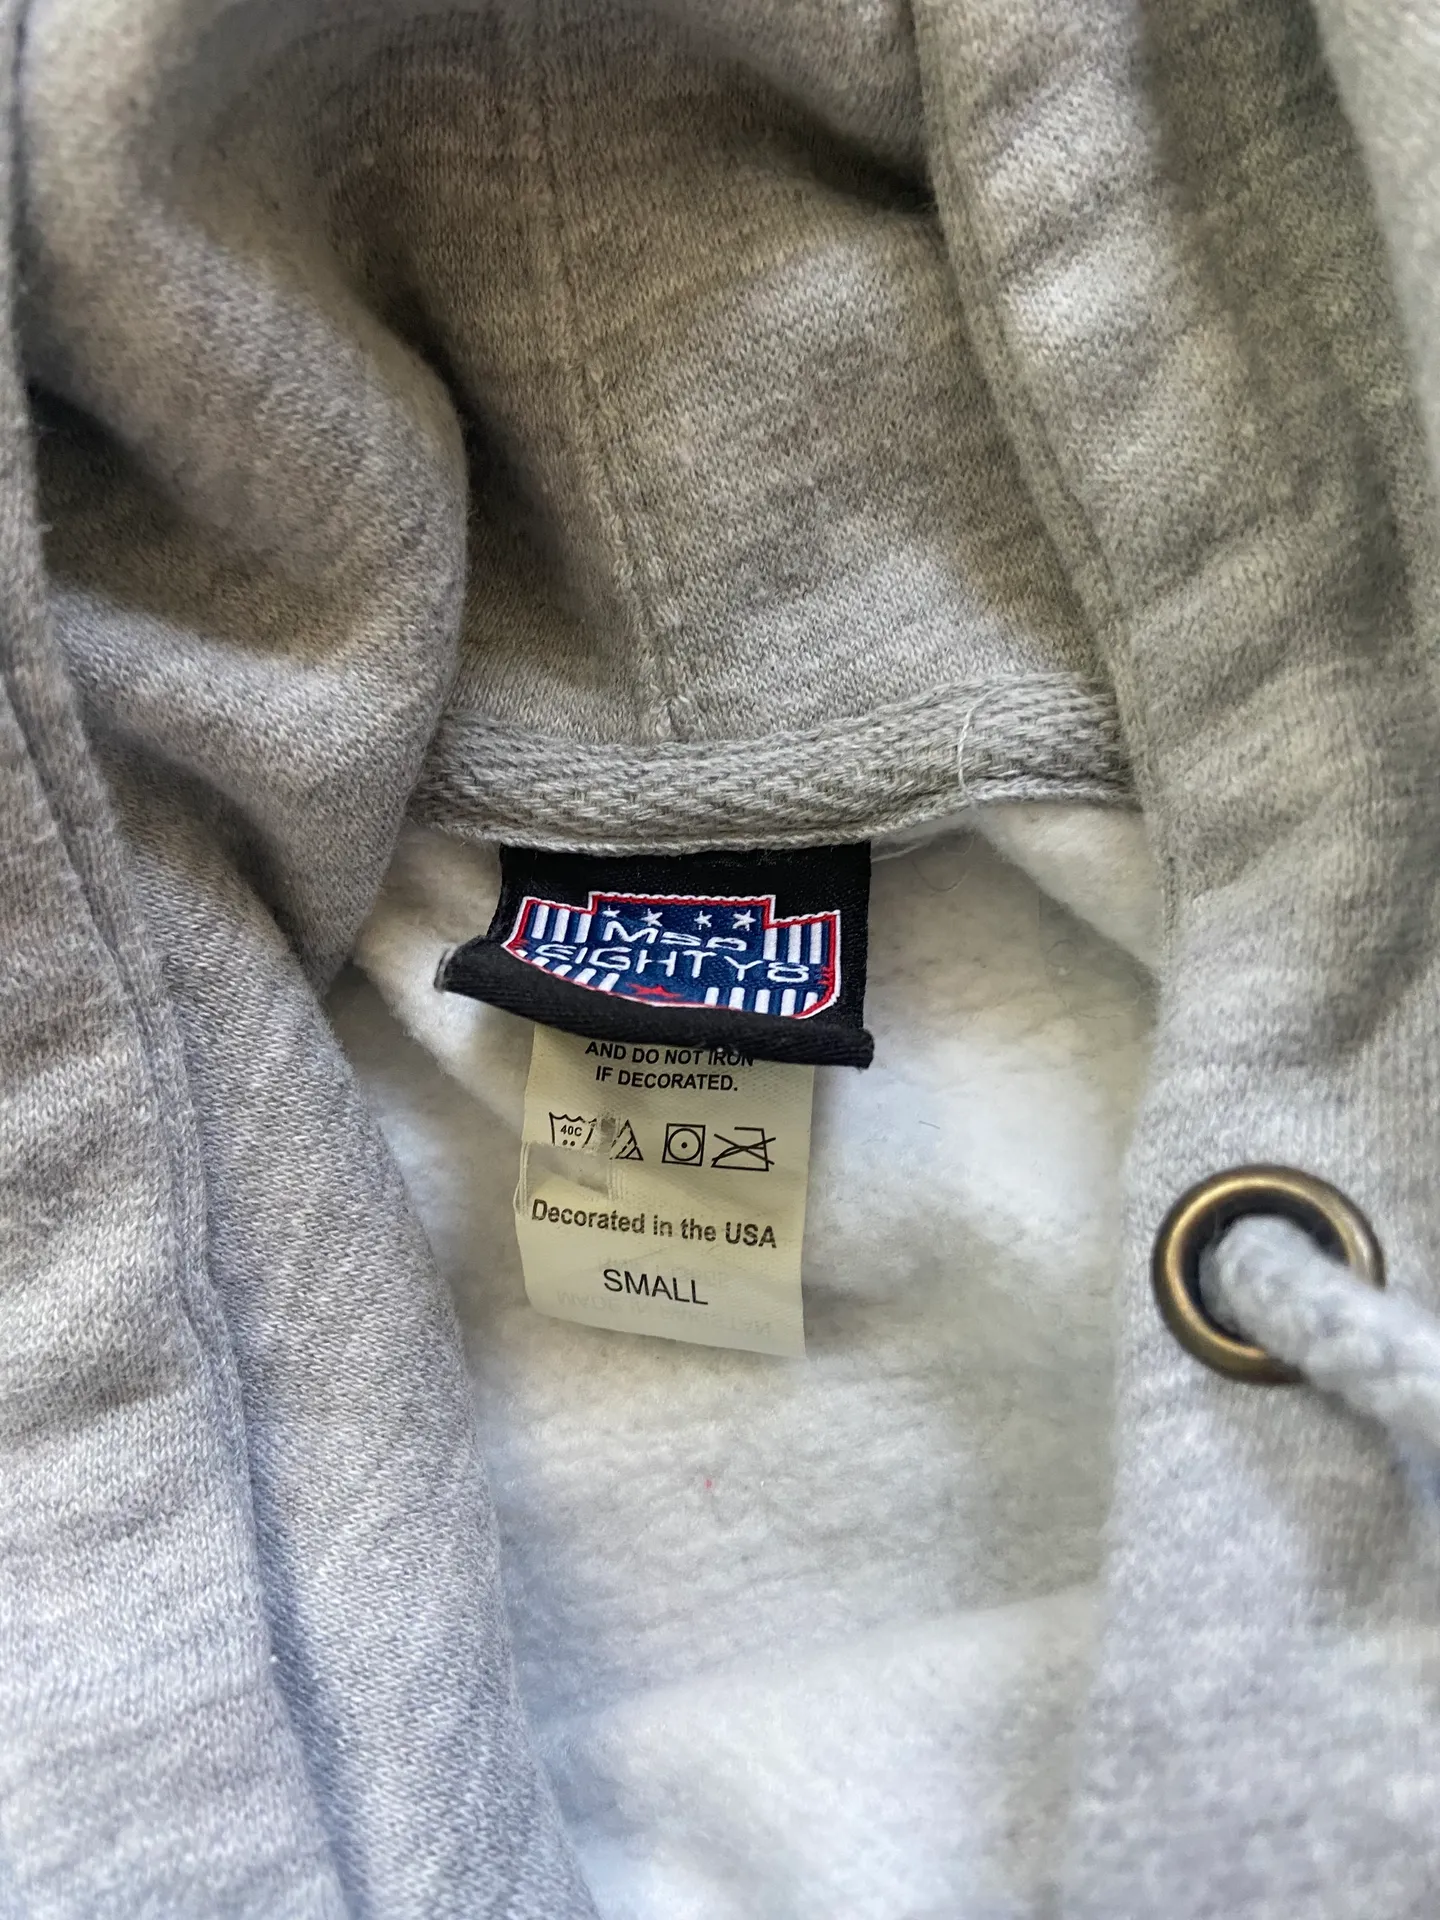 Msp
EIGHTY8
AND DO NOT IRON
IF DECORATED.
40C
Decorated in the USA
SMALL